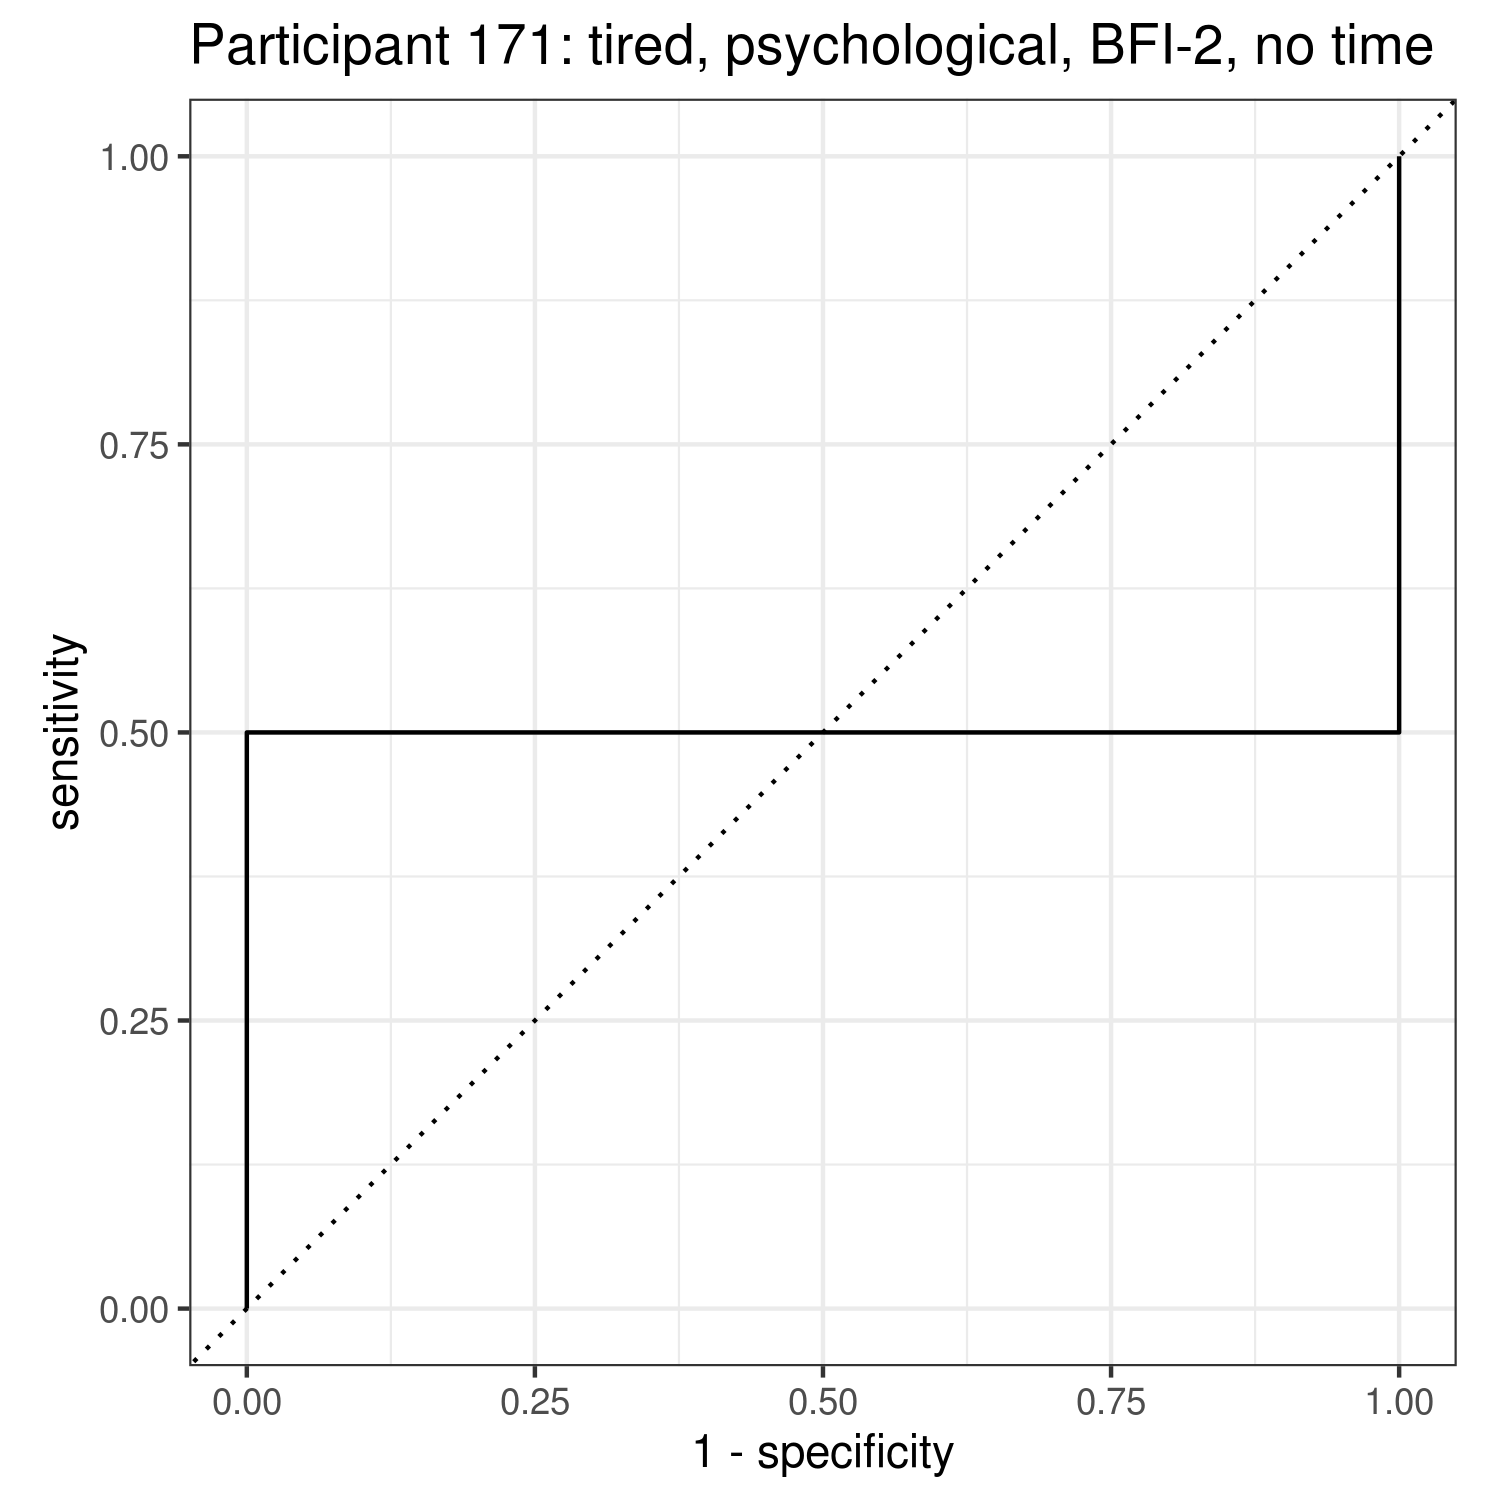 Participant 171: tired, psychological, BFI-2, no time
1.00
0.75
0.50
0.25
0.00
sensitivity
0.00 0.25 0.50 0.75 1.00
1 - specificity